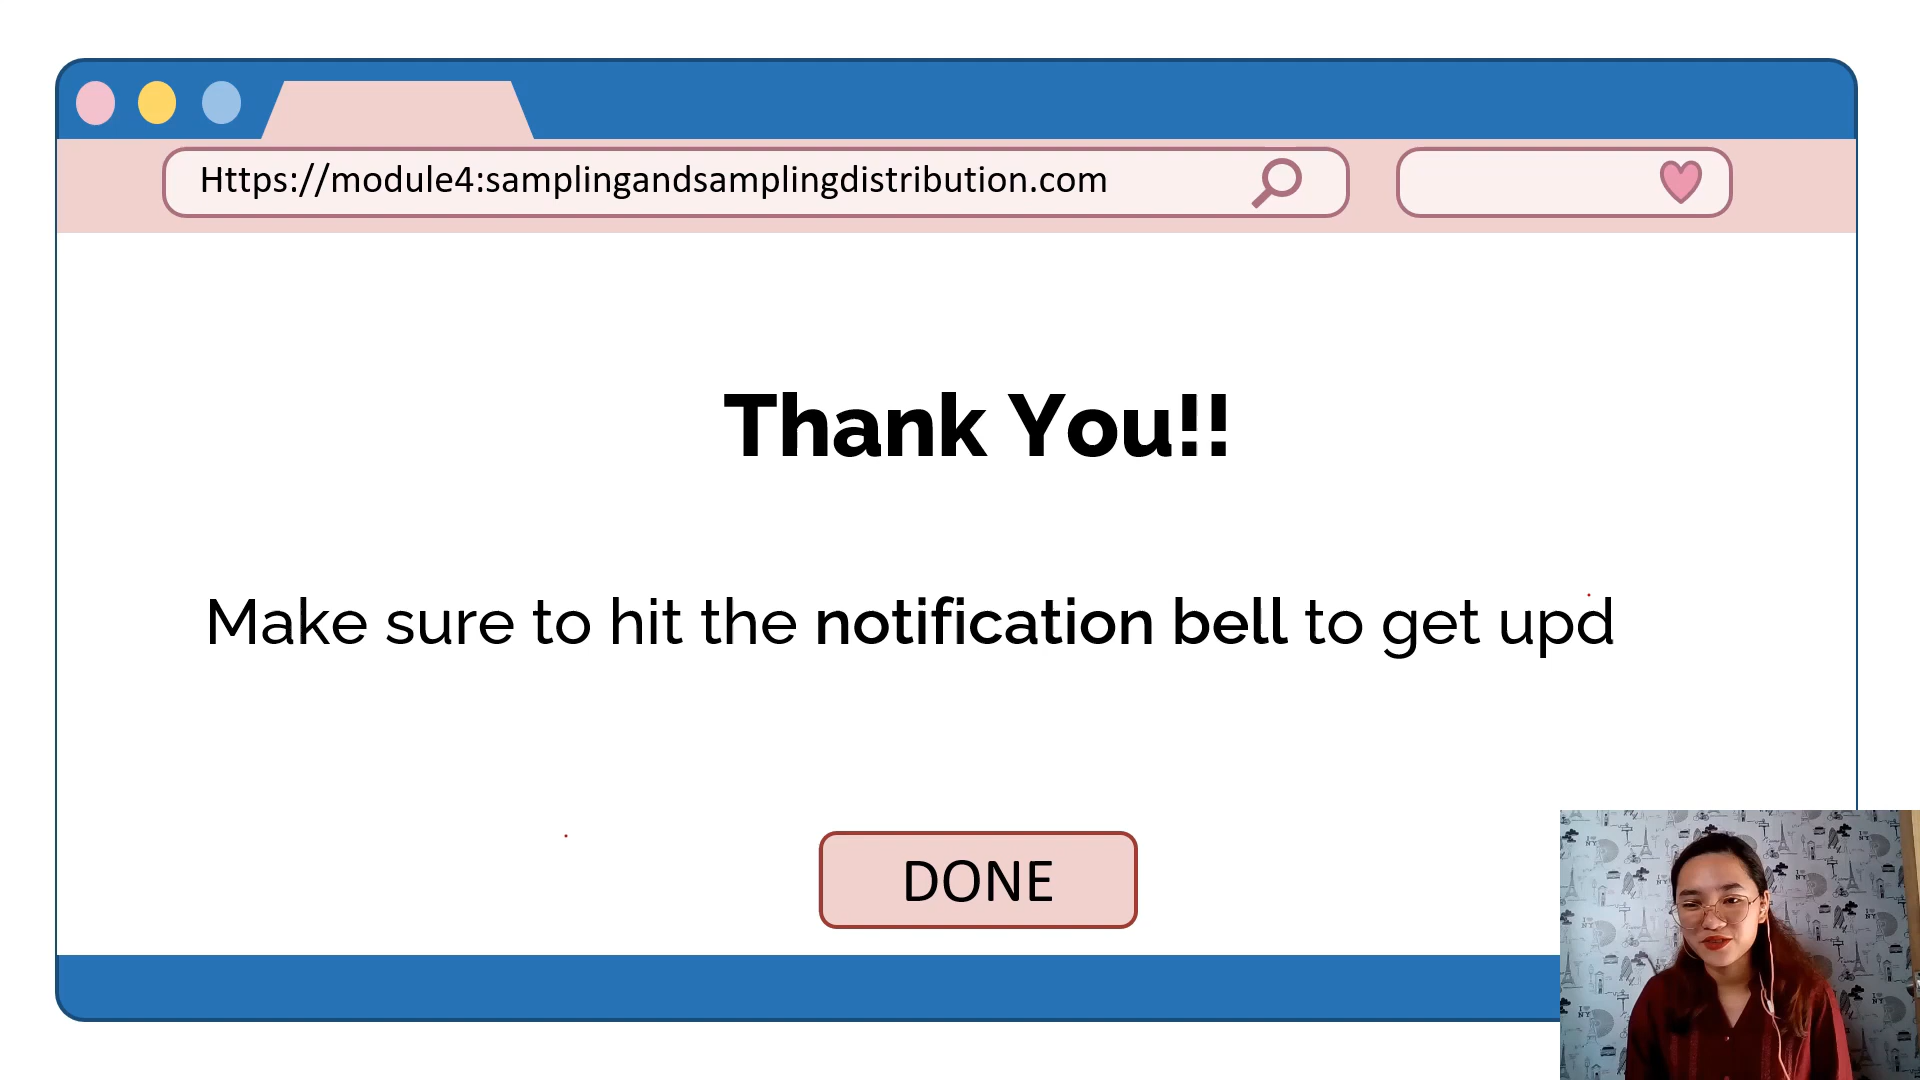 Https://module4:samplingandsamplingdistribution.com
Thank You!!
Make sure to hit the notification bell to get upd
DONE